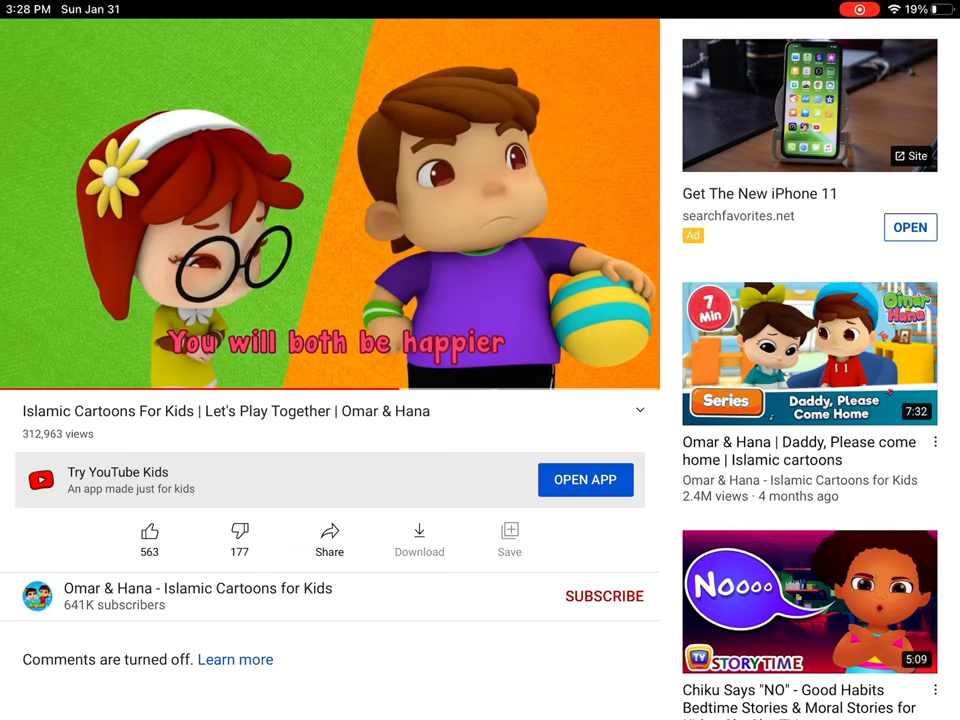 3:28 PM Sun Jan 31
19%
You will both be happier
Islamic Cartoons For Kids | Let's Play Together | Omar & Hana
312,963 views
Try YouTube Kids
An app made just for kids
OPEN APP
563
177
Share
Download
Save
Omar & Hana - Islamic Cartoons for Kids
641K subscribers
SUBSCRIBE
Comments are turned off. Learn more
Site
Get The New iPhone 11
searchfavorites.net
Ad
OPEN
7
Min
Omar
Hana
Series
Daddy, Please
Come Home
7:32
Omar & Hana | Daddy, Please come
home | Islamic cartoons
Omar & Hana - Islamic Cartoons for Kids
2.4M views · 4 months ago
Noooo
TV STORYTIME
5:09
Chiku Says "NO" - Good Habits
Bedtime Stories & Moral Stories for